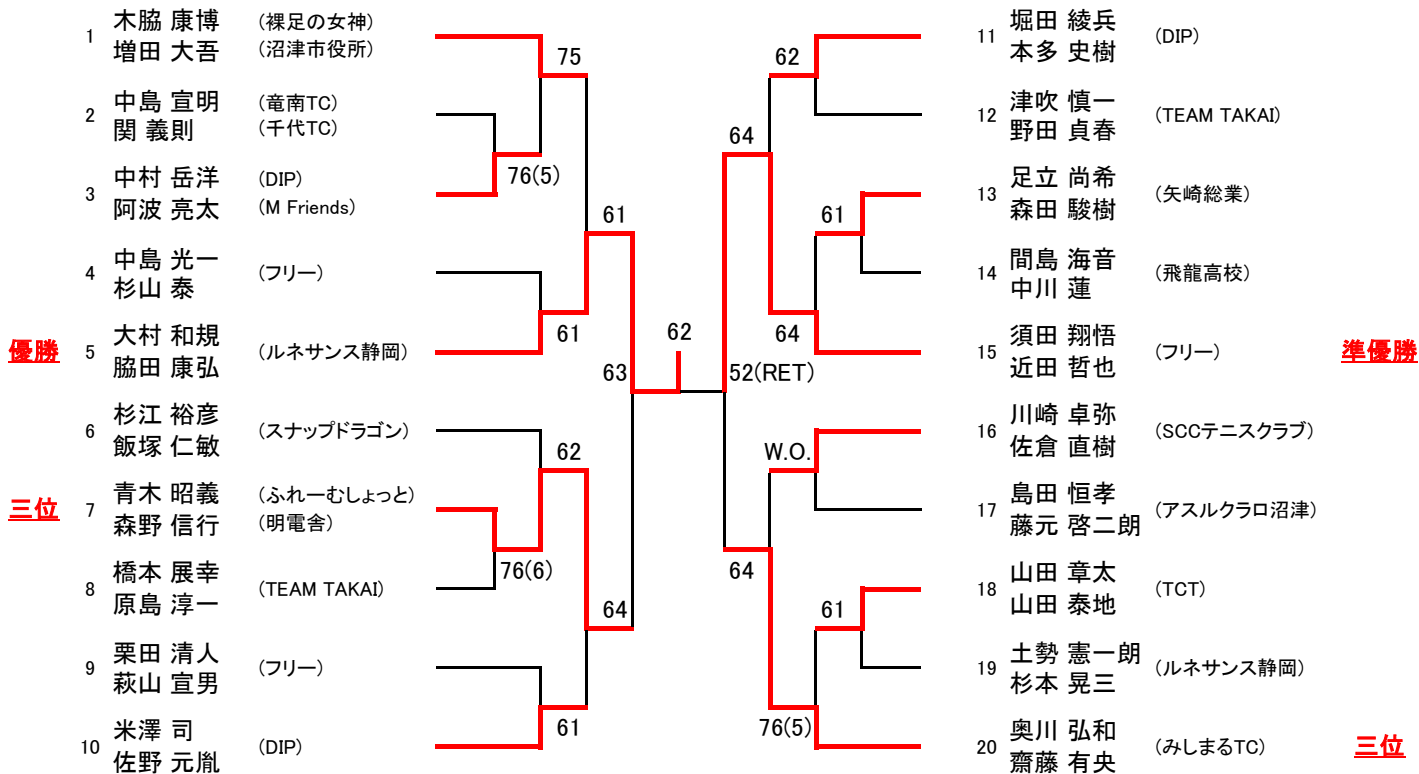 1 木脇 康博 (裸足の女神)
増田 大吾 (沼津市役所)
75
2 中島 宣明 (竜南TC)
関 義則 (千代TC)
76(5)
3 中村 岳洋 (DIP)
阿波 亮太 (M Friends)
61
4 中島 光一 (フリー)
杉山 泰
61
優勝 5 大村 和規 (ルネサンス静岡)
脇田 康弘
63
62
6 杉江 裕彦 (スナップドラゴン)
飯塚 仁敏
62
三位 7 青木 昭義 (ふれーむしょっと)
森野 信行 (明電舎)
76(6)
8 橋本 展幸 (TEAM TAKAI)
原島 淳一
64
9 栗田 清人 (フリー)
萩山 宣男
61
10 米澤 司 (DIP)
佐野 元胤
62
11 堀田 綾兵 (DIP)
本多 史樹
64
12 津吹 慎一 (TEAM TAKAI)
野田 貞春
61
13 足立 尚希 (矢崎総業)
森田 駿樹
14 間島 海音 (飛龍高校)
中川 蓮
64
15 須田 翔悟 (フリー) 準優勝
近田 哲也
52(RET)
16 川崎 卓弥 (SCCテニスクラブ)
佐倉 直樹
W.O.
17 島田 恒孝 (アスルクラロ沼津)
藤元 啓二朗
64
18 山田 章太 (TCT)
山田 泰地
61
19 土勢 憲一朗 (ルネサンス静岡)
杉本 晃三
76(5)
20 奥川 弘和 (みしまるTC) 三位
齋藤 有央